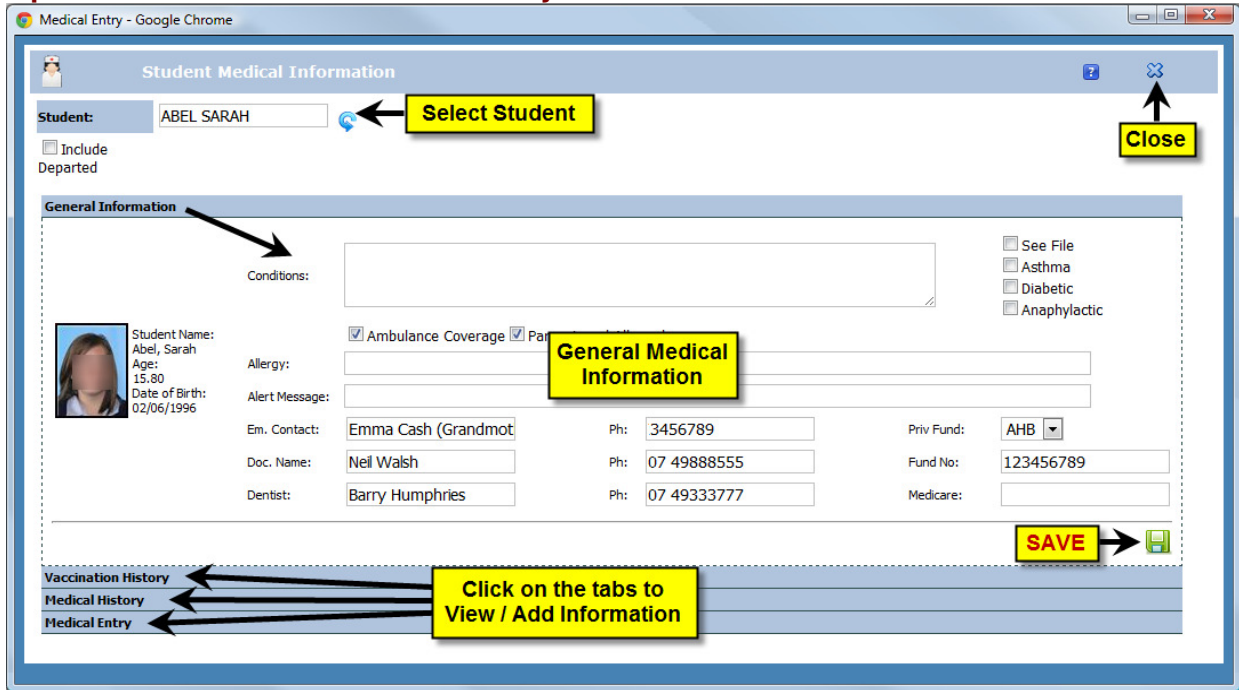 Medical Entry - Google Chrome
Student Medical Information
?
Student: ABEL SARAH
Select Student
Close
Include
Departed
General Information
Conditions:
See File
Asthma
Diabetic
Anaphylactic
Student Name:
Abel, Sarah
Age:
15.80
Date of Birth:
02/06/1996
Ambulance Coverage
General Medical
Information
Allergy:
Alert Message:
Em. Contact: Emma Cash (Grandmot Ph: 3456789 Priv Fund: AHB
Doc. Name: Neil Walsh Ph: 07 49888555 Fund No: 123456789
Dentist: Barry Humphries Ph: 07 49333777 Medicare:
SAVE
Vaccination History
Medical History
Medical Entry
Click on the tabs to
View / Add Information